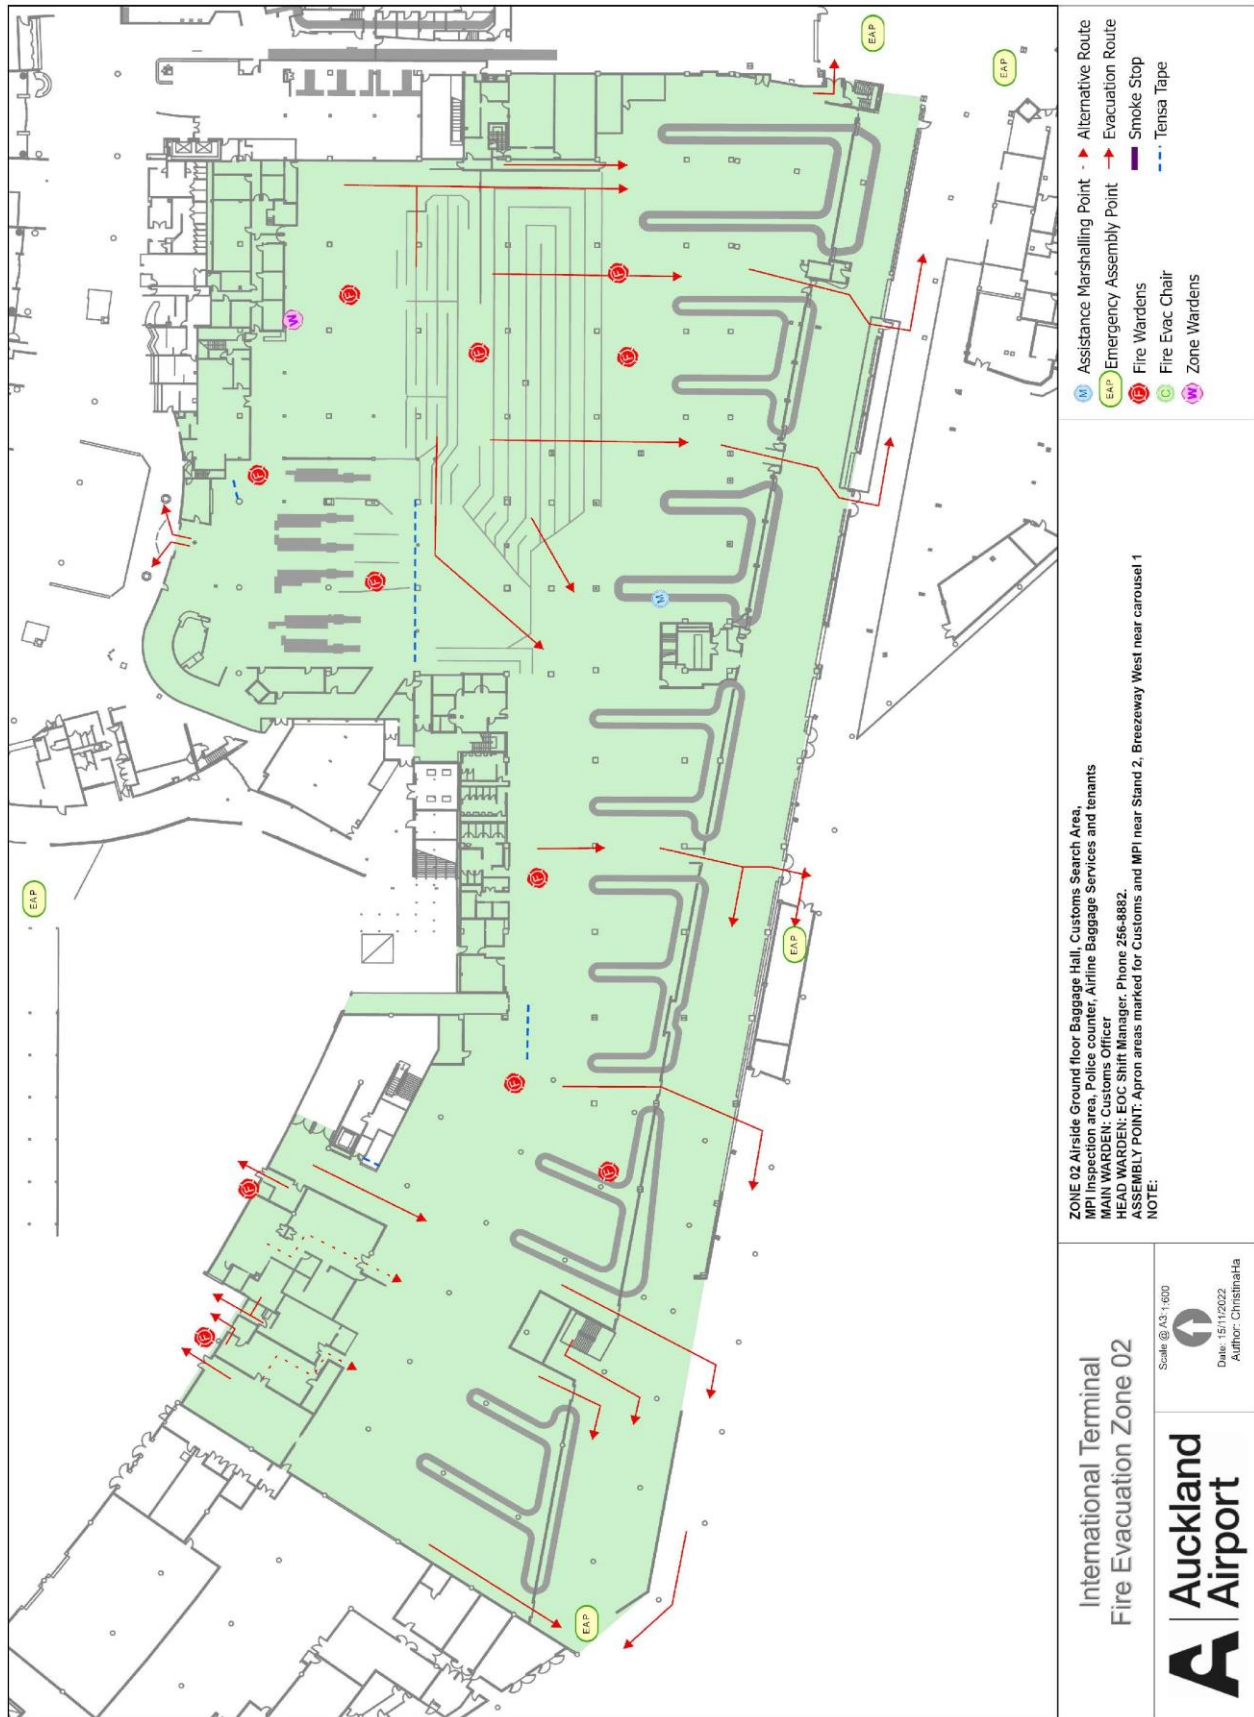 EAP
EAP
EAP
EAP
EAP
F
F
F
F
F
F
F
F
F
F
F
W
M
International Terminal
Fire Evacuation Zone 02
A Auckland
Airport
Scale @ A3:1:600
Date: 15/11/2022
Author: ChristinaHa
ZONE 02 Airside Ground floor Baggage Hall, Customs Search Area,
MPI Inspection area, Police counter, Airline Baggage Services and tenants
MAIN WARDEN: Customs Officer
HEAD WARDEN: EOC Shift Manager. Phone 256-8882.
ASSEMBLY POINT: Apron areas marked for Customs and MPI near Stand 2, Breezeway West near carousel 1
NOTE:
M Assistance Marshalling Point
EAP Emergency Assembly Point
F Fire Wardens
C Fire Evac Chair
W Zone Wardens
Alternative Route
Evacuation Route
Smoke Stop
Tensa Tape